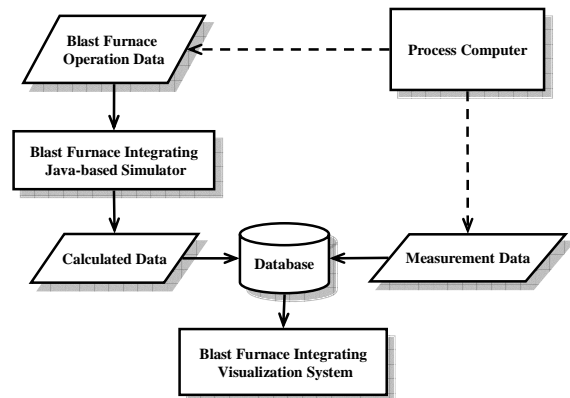 Blast Furnace
Operation Data
Process Computer
Blast Furnace Integrating
Java-based Simulator
Calculated Data
Database
Measurement Data
Blast Furnace Integrating
Visualization System